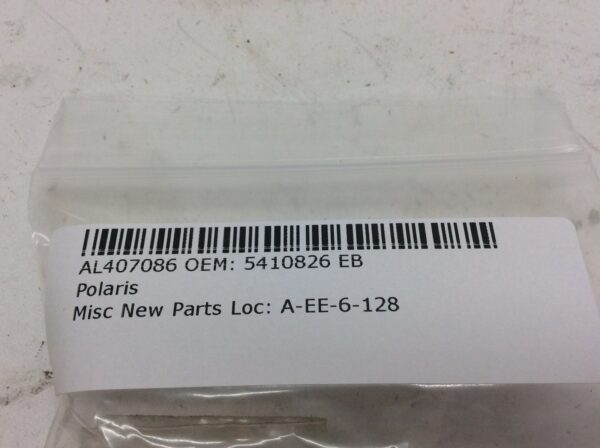 AL407086 OEM: 5410826 EB
Polaris
Misc New Parts Loc: A-EE-6-128